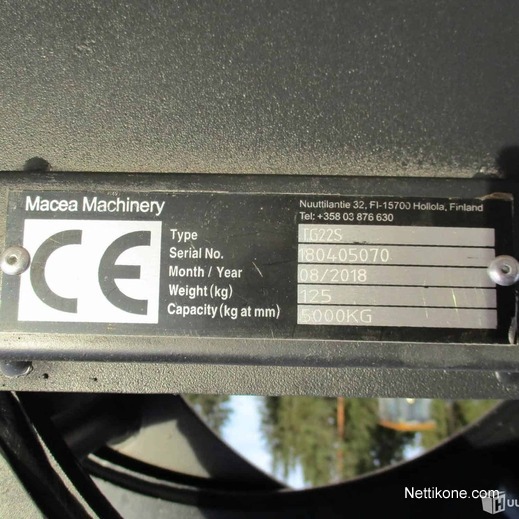 Macea Machinery
Nuuttilantie 32, FI-15700 Hollola, Finland
Tel: +358 03 876 630
CE
Type TG22S
Serial No. 180405070
Month / Year 08/2018
Weight (kg) 125
Capacity (kg at mm) 5000KG
Nettikone.com